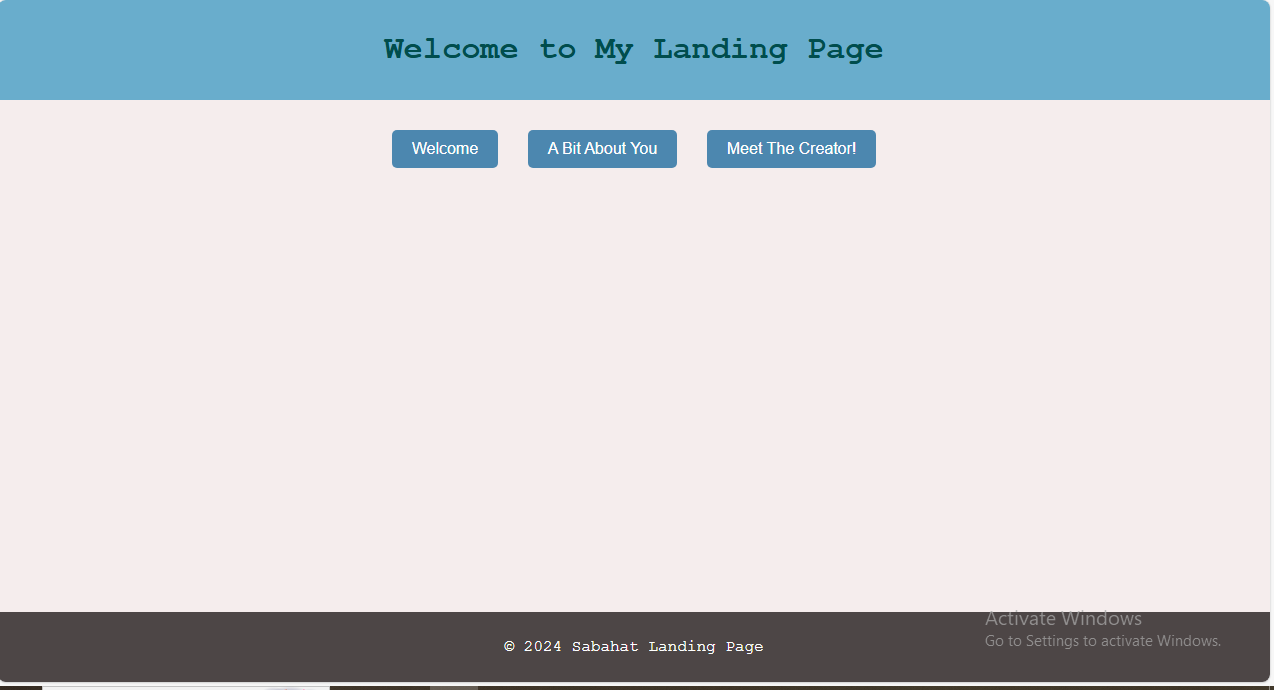 Welcome to My Landing Page
Welcome
A Bit About You
Meet The Creator!
Activate Windows
Go to Settings to activate Windows.
© 2024 Sabahat Landing Page